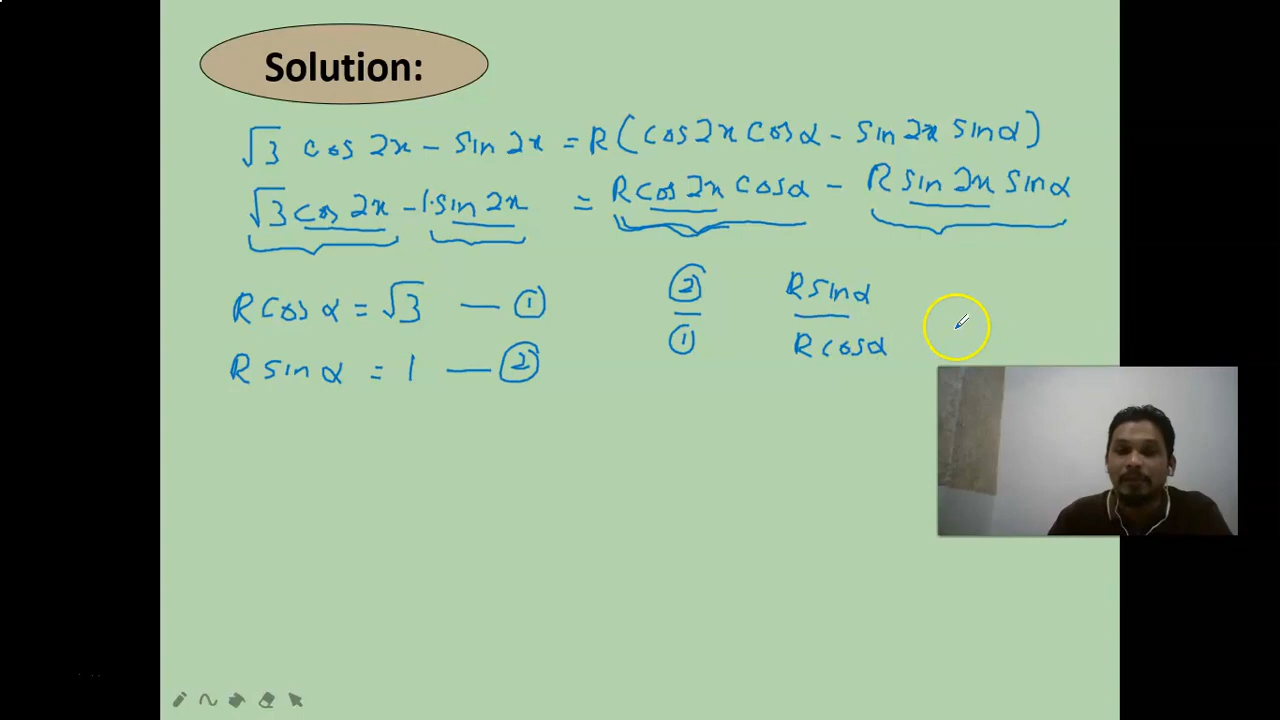 Solution:
√3 cos 2x - sin 2x = R(cos 2x cos α - sin 2x sin α)
√3 cos 2x - 1·sin 2x = R cos 2x cos α - R sin 2x sin α
R cos α = √3 — ①
R sin α = 1 — ②
②
①
R sin α
R cos α